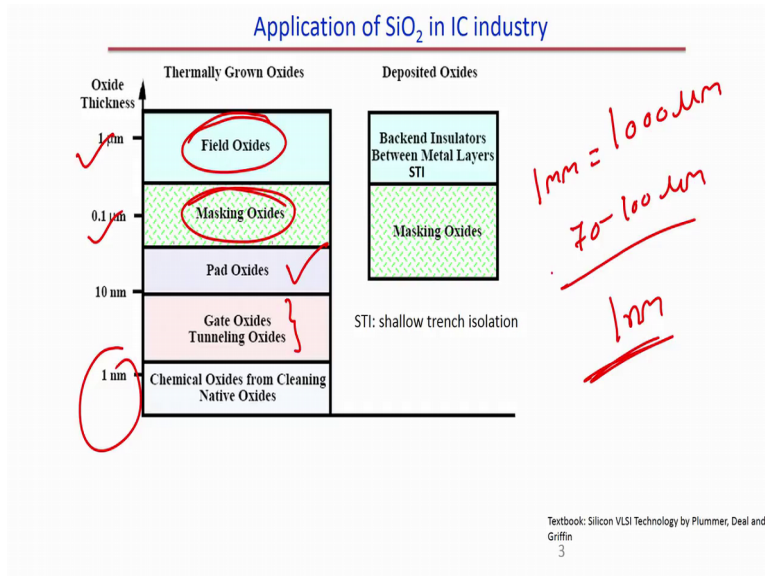 Application of SiO2 in IC industry
Oxide
Thickness
Thermally Grown Oxides
Deposited Oxides
1 μm
Field Oxides
0.1 μm
Masking Oxides
Pad Oxides
10 nm
Gate Oxides
Tunneling Oxides
1 nm
Chemical Oxides from Cleaning
Native Oxides
Backend Insulators
Between Metal Layers
STI
Masking Oxides
STI: shallow trench isolation
1mm = 1000 μm
70-100 μm
1nm
Textbook: Silicon VLSI Technology by Plummer, Deal and
Griffin
3